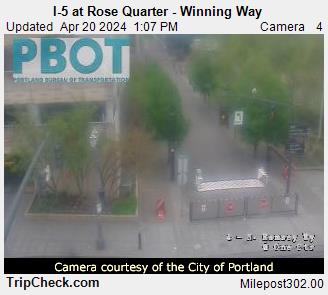 I-5 at Rose Quarter - Winning Way
Updated Apr 20 2024 1:07 PM Camera 4
PBOT
PORTLAND BUREAU OF TRANSPORTATION
Camera courtesy of the City of Portland
TripCheck.com Milepost302.00